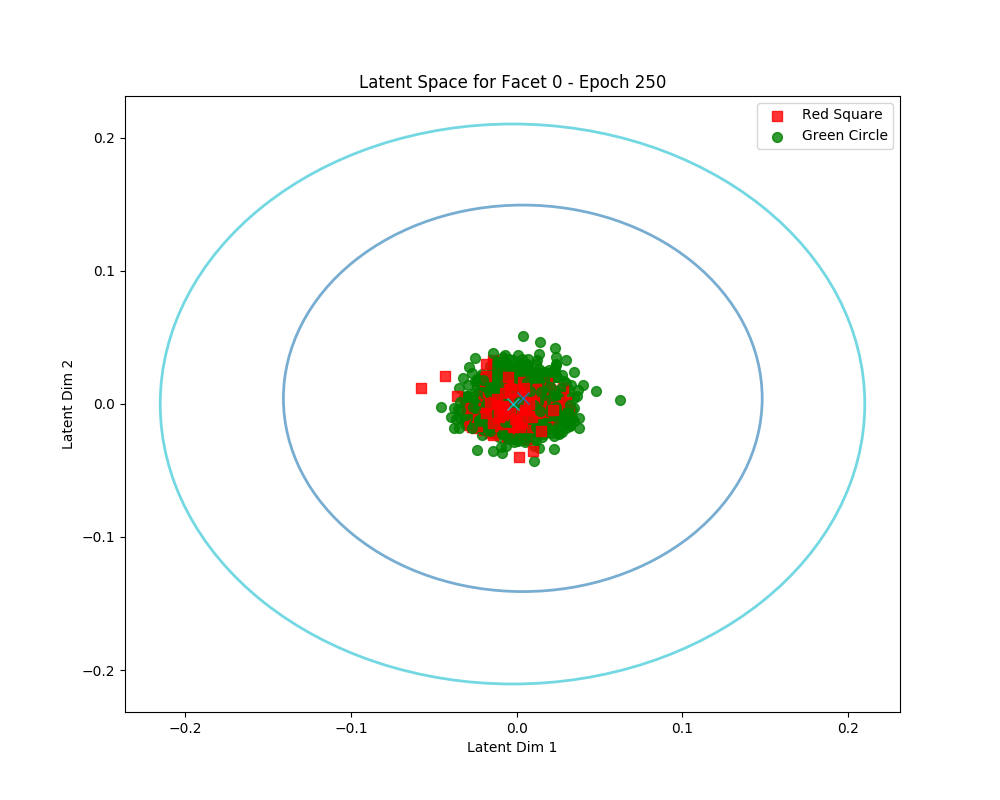 Latent Space for Facet 0 - Epoch 250
Red Square
Green Circle
0.2
0.1
0.0
−0.1
−0.2
Latent Dim 2
−0.2
−0.1
0.0
0.1
0.2
Latent Dim 1